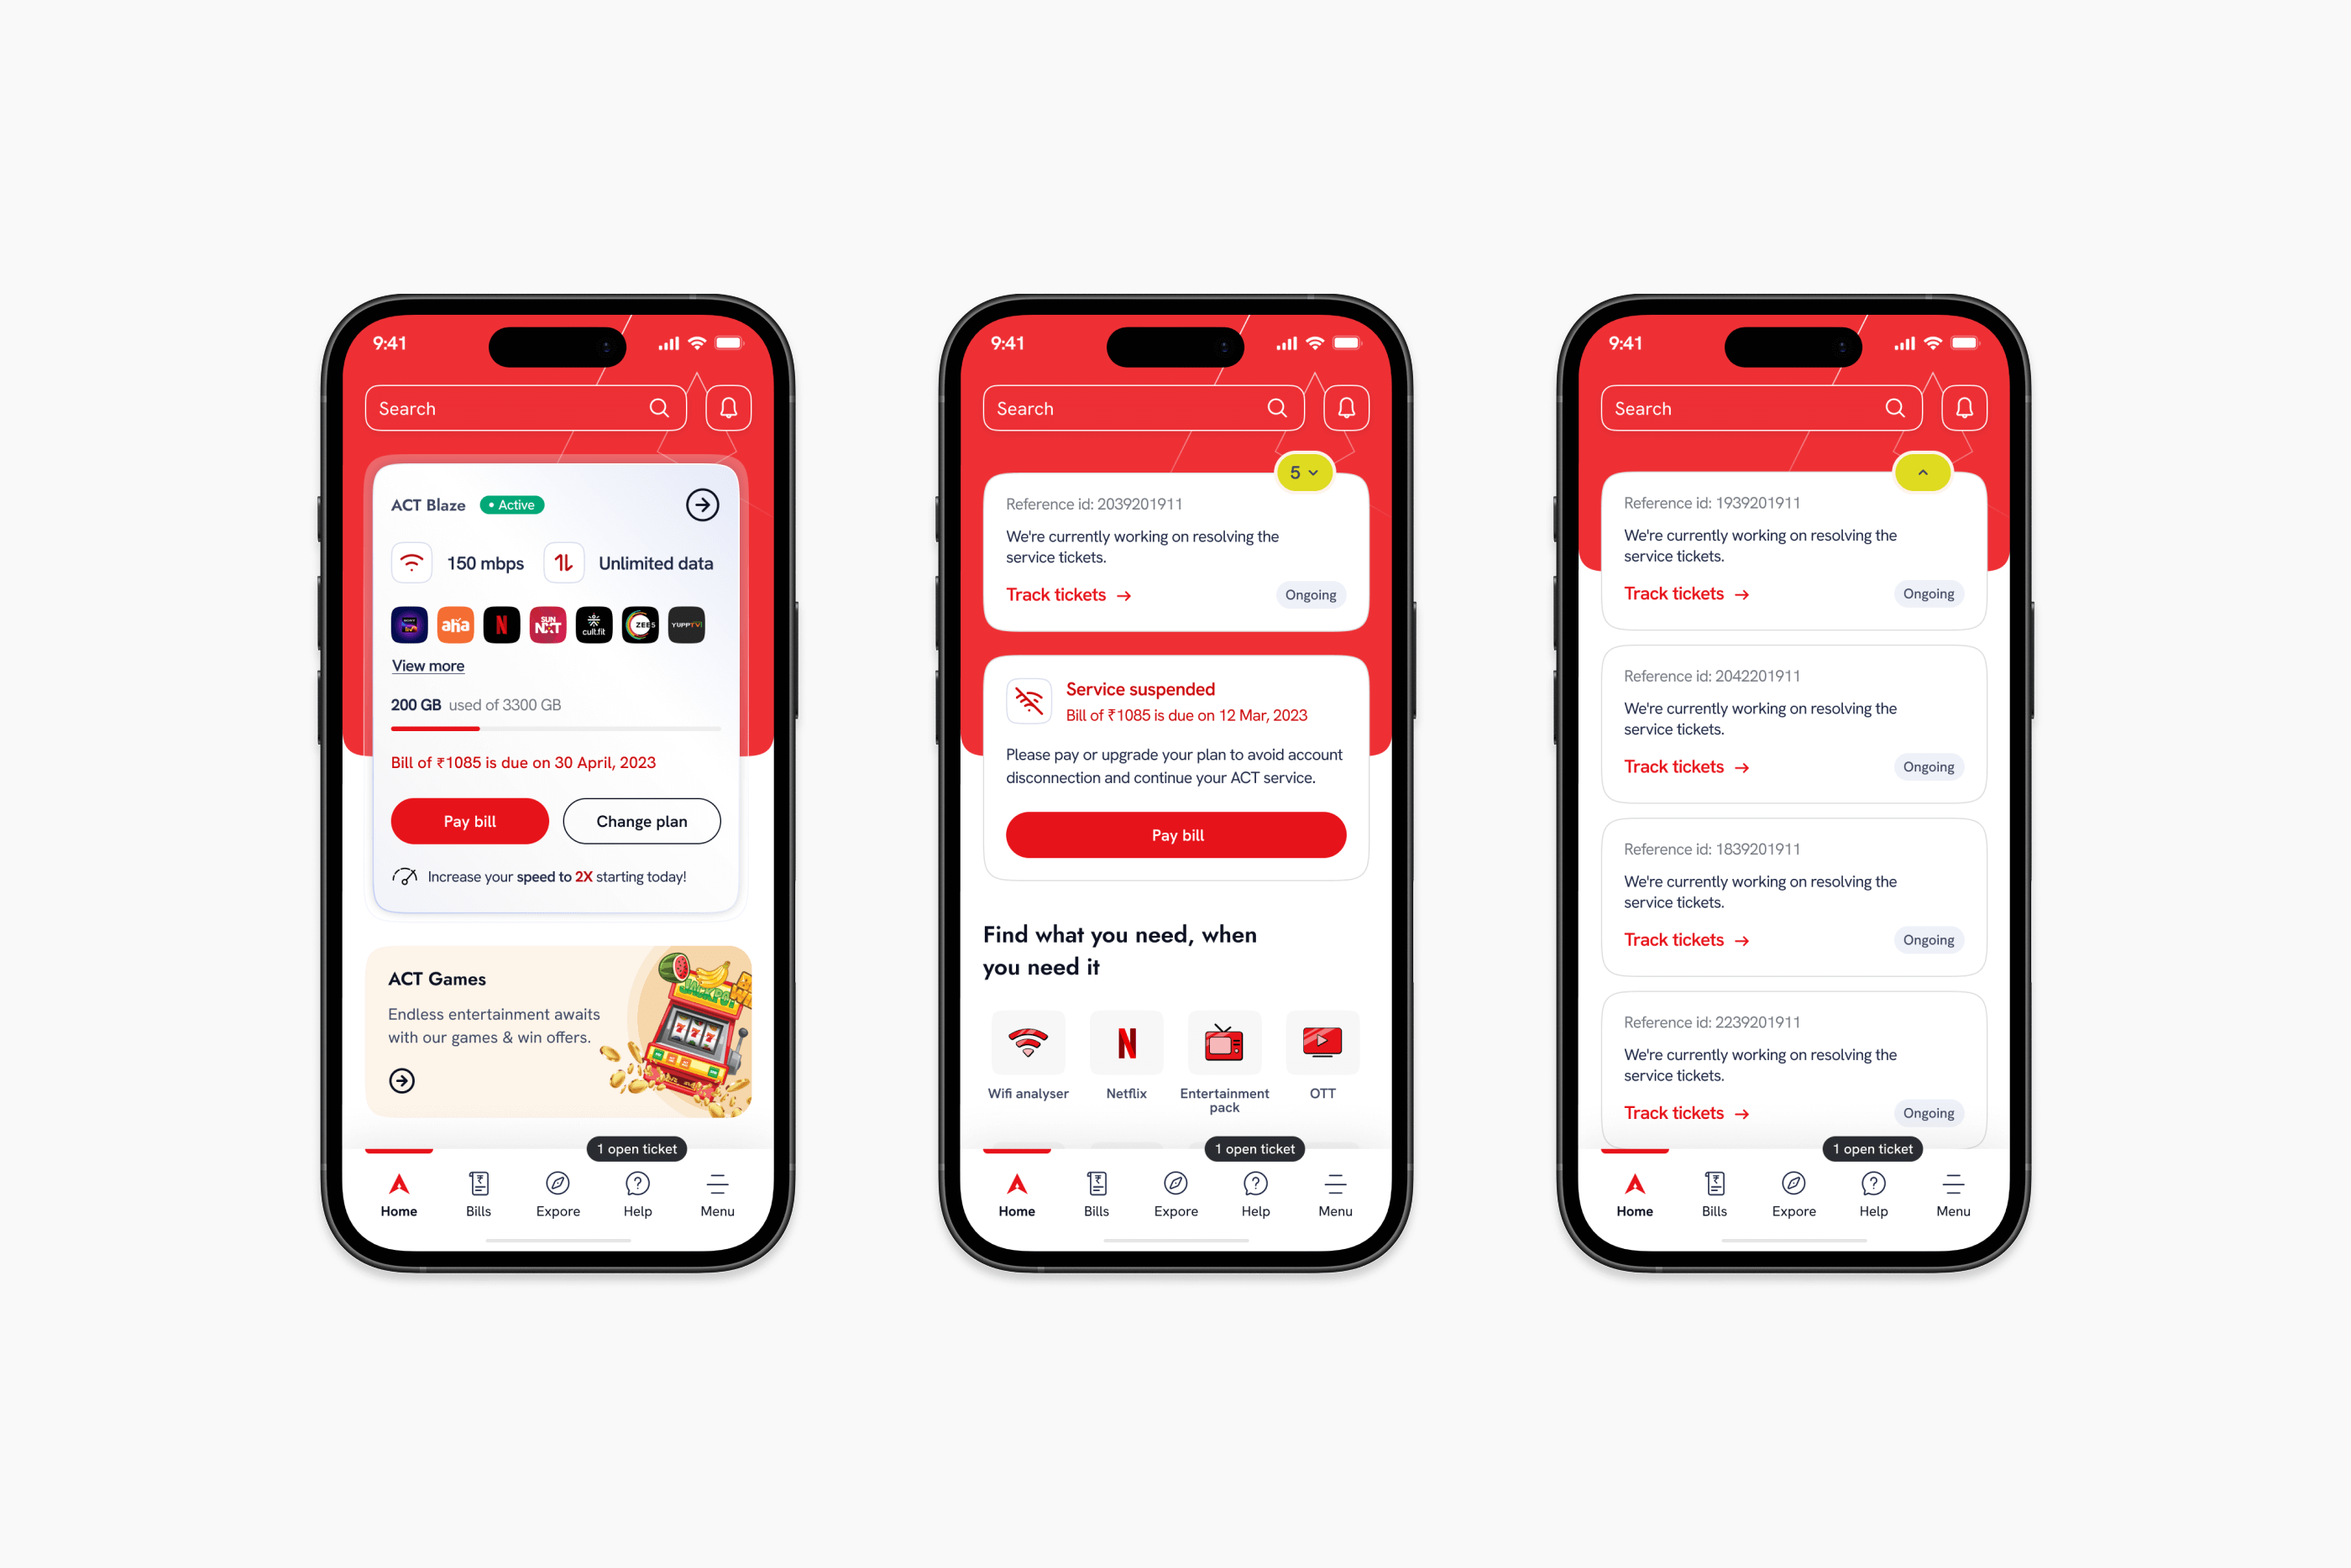 9:41
Search
ACT Blaze
• Active
150 mbps
Unlimited data
SONY
aha
N
SUN
NXT
cult.fit
ZEE5
YUPPTV
View more
200 GB used of 3300 GB
Bill of ₹1085 is due on 30 April, 2023
Pay bill
Change plan
Increase your speed to 2X starting today!
ACT Games
Endless entertainment awaits
with our games & win offers.
JACKPOT
7 7 7
1 open ticket
Home
Bills
Expore
Help
Menu
9:41
Search
5
Reference id: 2039201911
We're currently working on resolving the
service tickets.
Track tickets →
Ongoing
Service suspended
Bill of ₹1085 is due on 12 Mar, 2023
Please pay or upgrade your plan to avoid account
disconnection and continue your ACT service.
Pay bill
Find what you need, when
you need it
N
Wifi analyser
Netflix
Entertainment
pack
OTT
1 open ticket
Home
Bills
Expore
Help
Menu
9:41
Search
Reference id: 1939201911
We're currently working on resolving the
service tickets.
Track tickets →
Ongoing
Reference id: 2042201911
We're currently working on resolving the
service tickets.
Track tickets →
Ongoing
Reference id: 1839201911
We're currently working on resolving the
service tickets.
Track tickets →
Ongoing
Reference id: 2239201911
We're currently working on resolving the
service tickets.
Track tickets →
Ongoing
1 open ticket
Home
Bills
Expore
Help
Menu